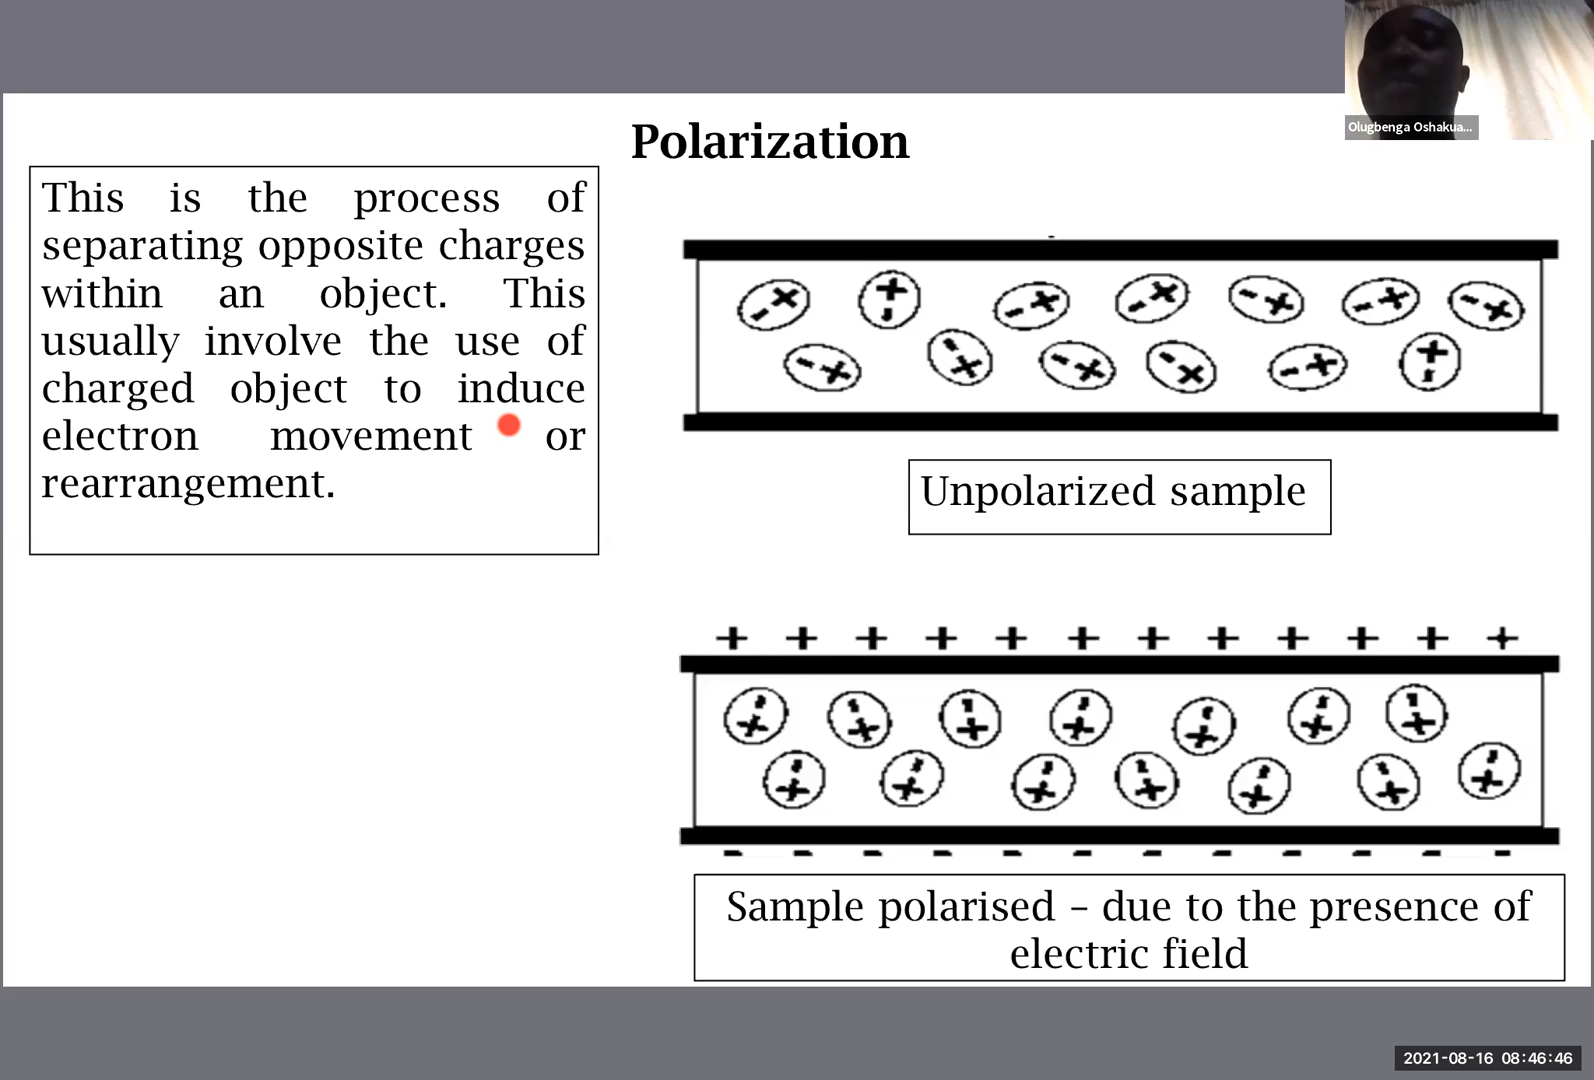 Olugbenga Oshakua...
Polarization
This is the process of
separating opposite charges
within an object. This
usually involve the use of
charged object to induce
electron movement or
rearrangement.
Unpolarized sample
+ + + + + + + + + + + +
- - - - - - - - - - - -
Sample polarised – due to the presence of
electric field
2021-08-16 08:46:46